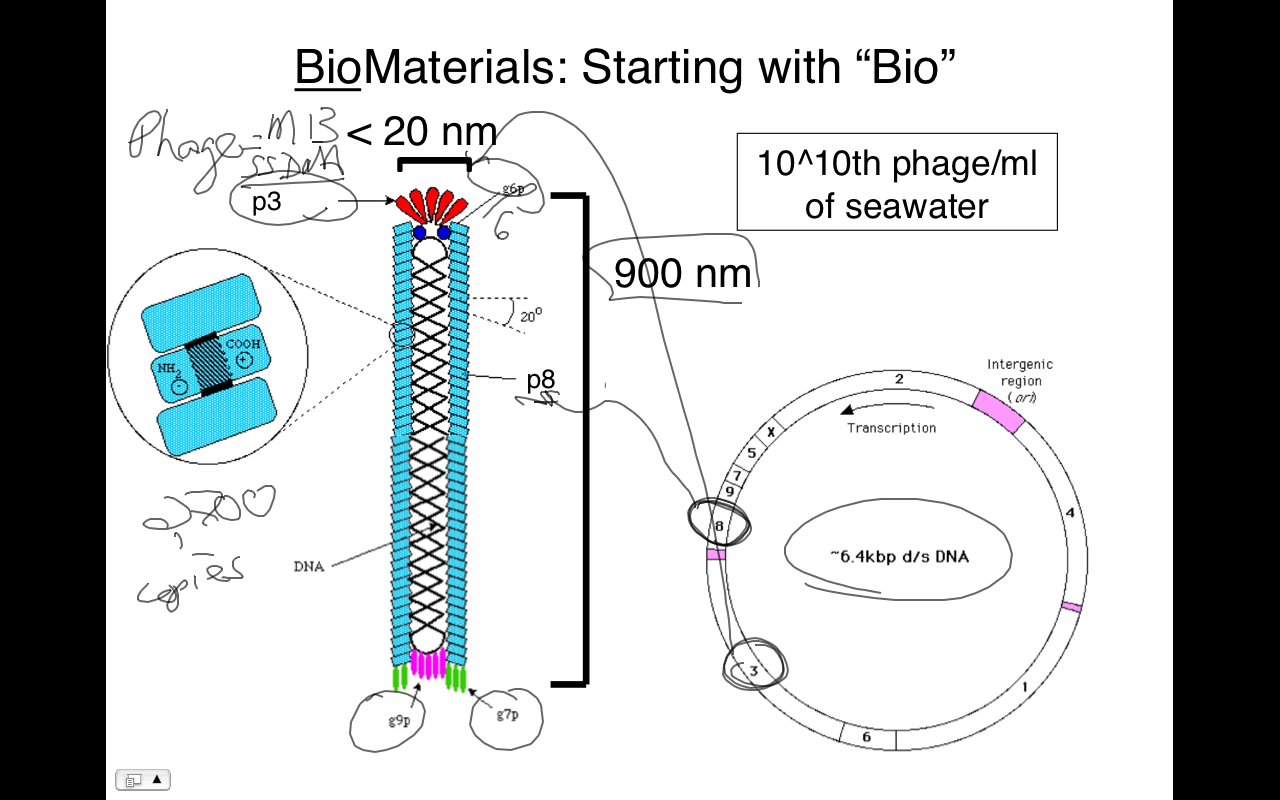 BioMaterials: Starting with “Bio”
Phage = M13
ssDNA
< 20 nm
10^10th phage/ml
of seawater
p3
g6p
6
900 nm
20°
COOH
+
NH2
-
p8
Intergenic
region
(ori)
2
Transcription
X
5
7
9
8
4
~6.4kbp d/s DNA
2,700
copies
DNA
3
1
6
g9p
g7p